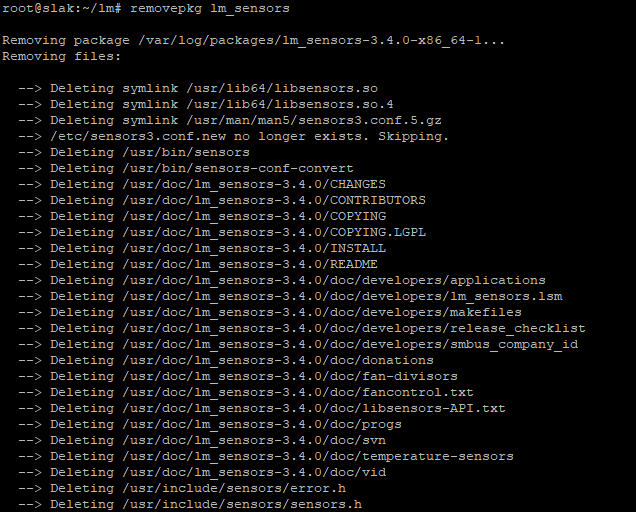 root@slak:~/lm# removepkg lm_sensors
Removing package /var/log/packages/lm_sensors-3.4.0-x86_64-1...
Removing files:
--> Deleting symlink /usr/lib64/libsensors.so
--> Deleting symlink /usr/lib64/libsensors.so.4
--> Deleting symlink /usr/man/man5/sensors3.conf.5.gz
--> /etc/sensors3.conf.new no longer exists. Skipping.
--> Deleting /usr/bin/sensors
--> Deleting /usr/bin/sensors-conf-convert
--> Deleting /usr/doc/lm_sensors-3.4.0/CHANGES
--> Deleting /usr/doc/lm_sensors-3.4.0/CONTRIBUTORS
--> Deleting /usr/doc/lm_sensors-3.4.0/COPYING
--> Deleting /usr/doc/lm_sensors-3.4.0/COPYING.LGPL
--> Deleting /usr/doc/lm_sensors-3.4.0/INSTALL
--> Deleting /usr/doc/lm_sensors-3.4.0/README
--> Deleting /usr/doc/lm_sensors-3.4.0/doc/developers/applications
--> Deleting /usr/doc/lm_sensors-3.4.0/doc/developers/lm_sensors.lsm
--> Deleting /usr/doc/lm_sensors-3.4.0/doc/developers/makefiles
--> Deleting /usr/doc/lm_sensors-3.4.0/doc/developers/release_checklist
--> Deleting /usr/doc/lm_sensors-3.4.0/doc/developers/smbus_company_id
--> Deleting /usr/doc/lm_sensors-3.4.0/doc/donations
--> Deleting /usr/doc/lm_sensors-3.4.0/doc/fan-divisors
--> Deleting /usr/doc/lm_sensors-3.4.0/doc/fancontrol.txt
--> Deleting /usr/doc/lm_sensors-3.4.0/doc/libsensors-API.txt
--> Deleting /usr/doc/lm_sensors-3.4.0/doc/progs
--> Deleting /usr/doc/lm_sensors-3.4.0/doc/svn
--> Deleting /usr/doc/lm_sensors-3.4.0/doc/temperature-sensors
--> Deleting /usr/doc/lm_sensors-3.4.0/doc/vid
--> Deleting /usr/include/sensors/error.h
--> Deleting /usr/include/sensors/sensors.h